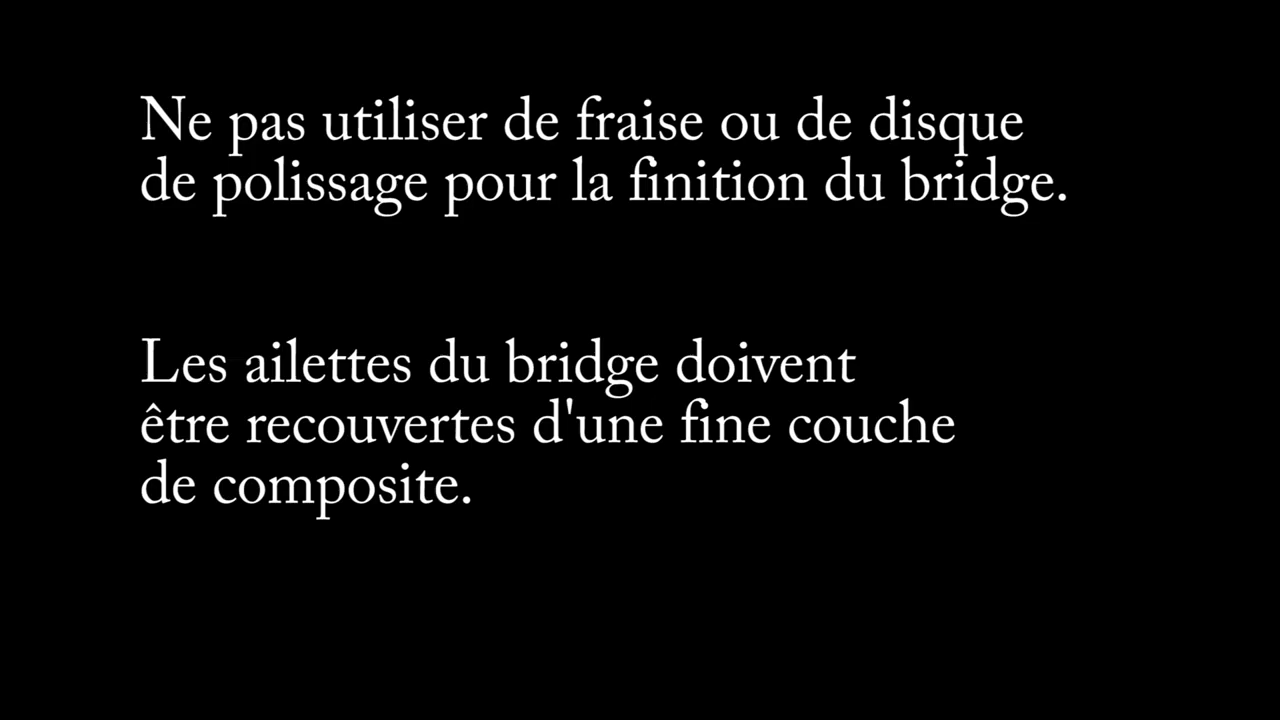 Ne pas utiliser de fraise ou de disque
de polissage pour la finition du bridge.
Les ailettes du bridge doivent
être recouvertes d'une fine couche
de composite.